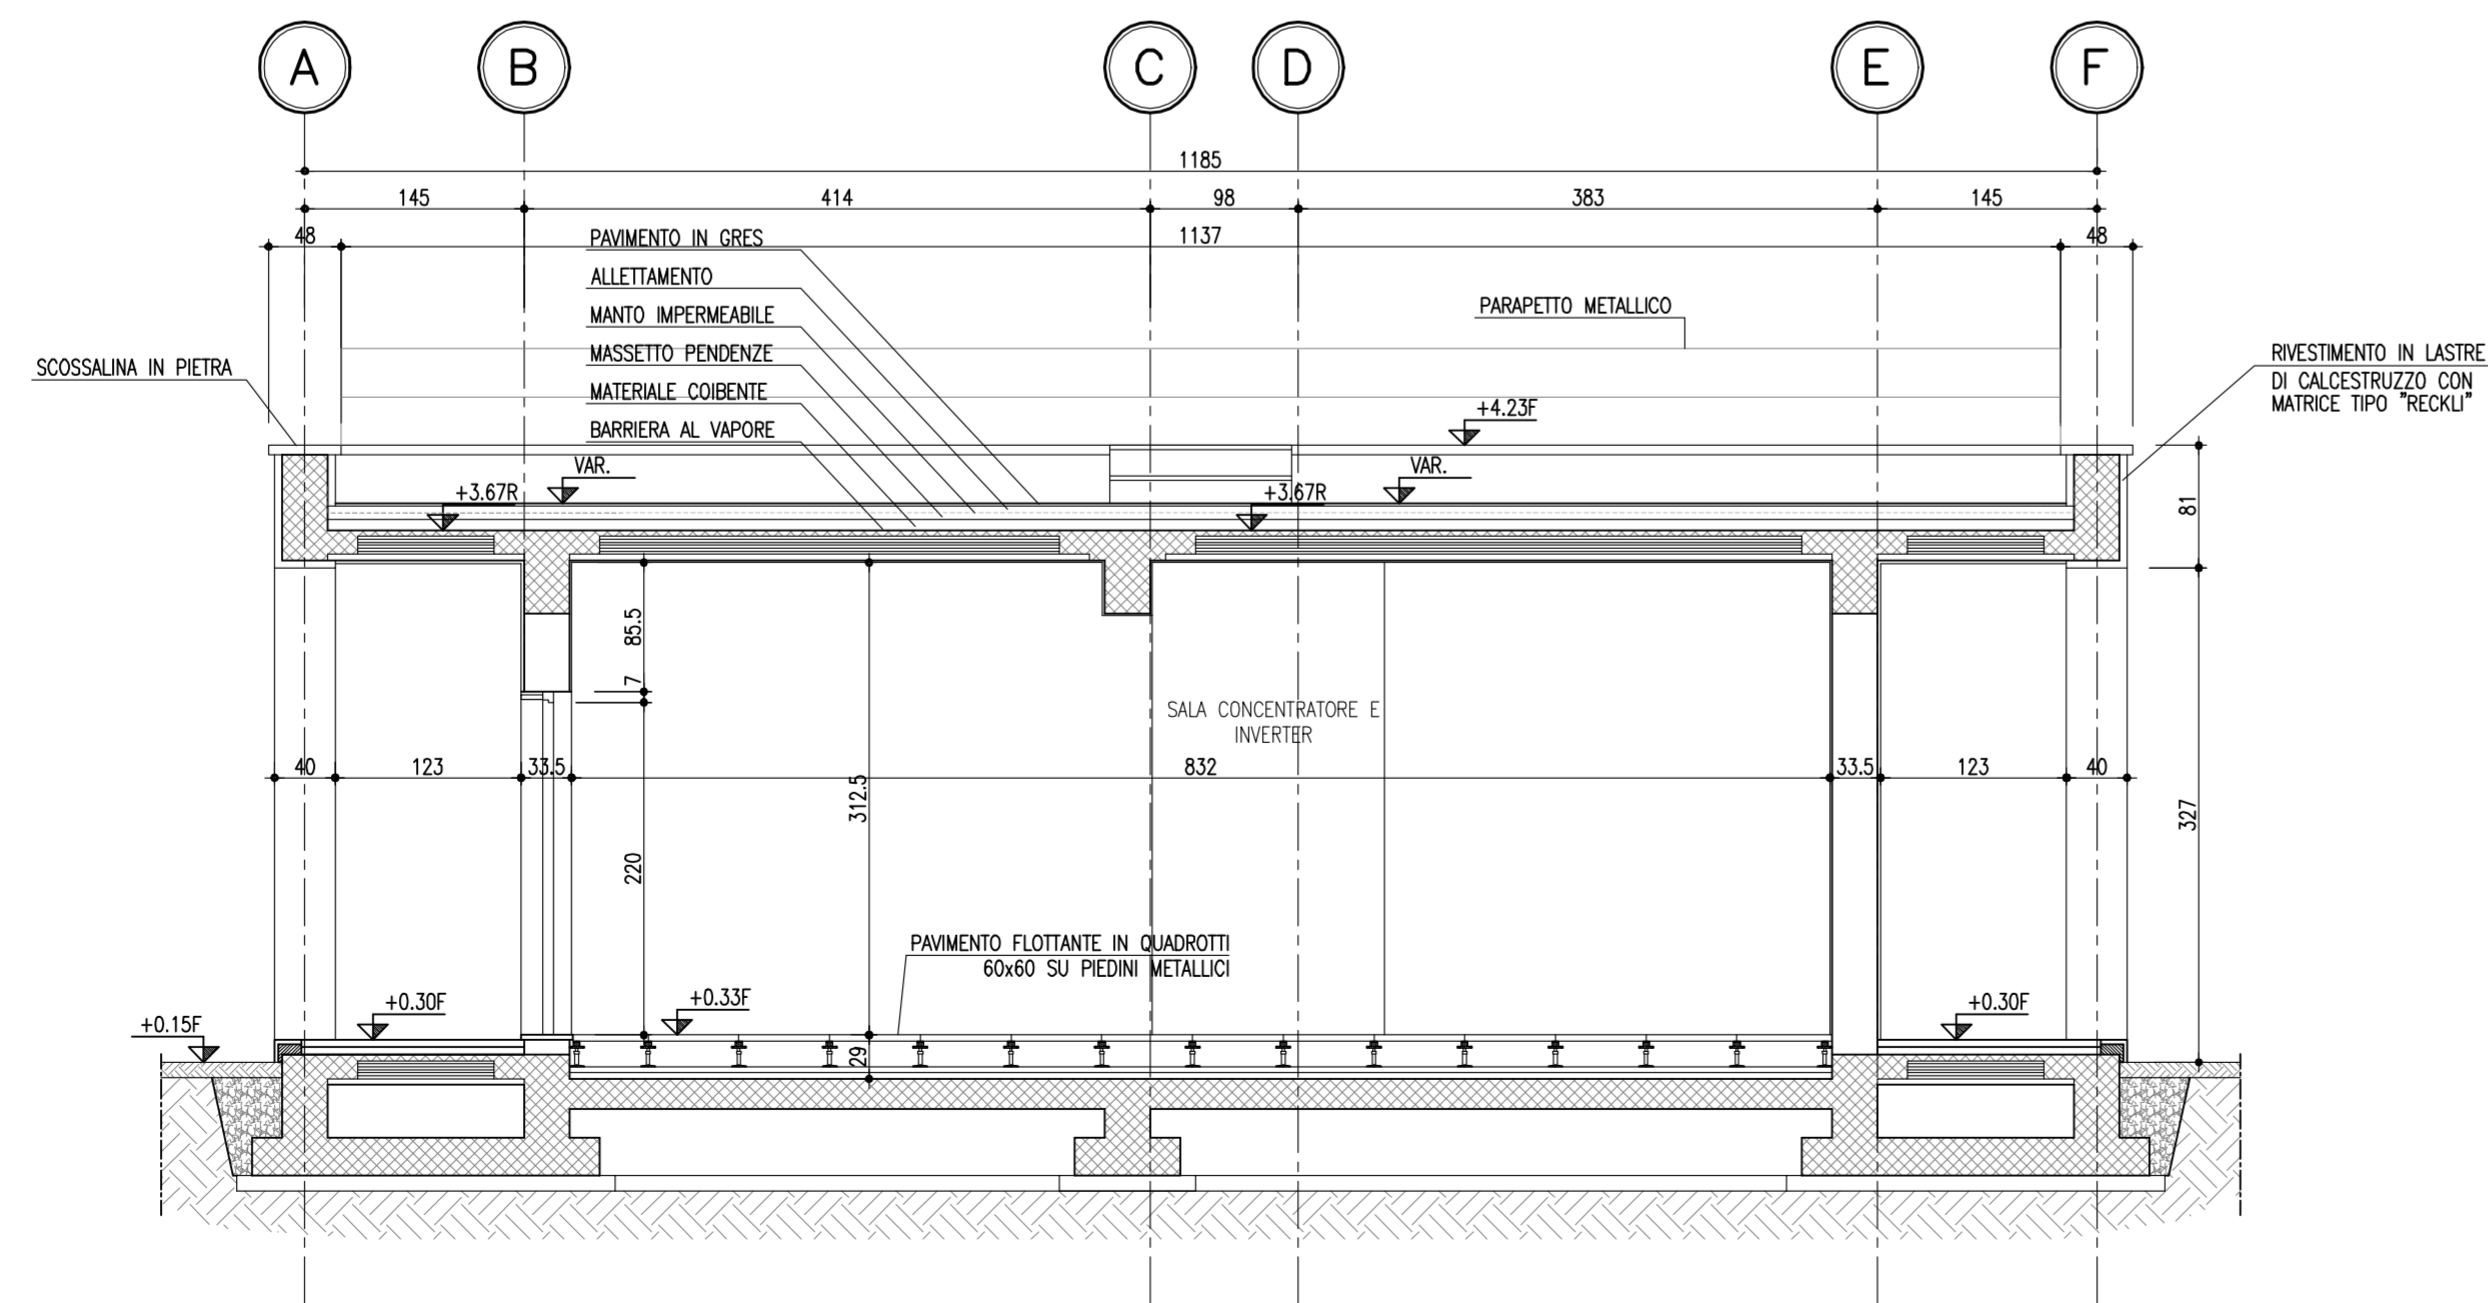 A B C D E F
1185
145 414 98 383 145
48 1137 48
PAVIMENTO IN GRES
ALLETTAMENTO
MANTO IMPERMEABILE
MASSETTO PENDENZE
MATERIALE COIBENTE
BARRIERA AL VAPORE
PARAPETTO METALLICO
SCOSSALINA IN PIETRA
RIVESTIMENTO IN LASTRE
DI CALCESTRUZZO CON
MATRICE TIPO "RECKLI"
+4.23F
VAR. VAR.
+3.67R +3.67R
81
85.5
7
SALA CONCENTRATORE E
INVERTER
40 123 33.5 832 33.5 123 40
312.5
327
220
PAVIMENTO FLOTTANTE IN QUADROTTI
60x60 SU PIEDINI METALLICI
+0.15F +0.30F +0.33F +0.30F
29